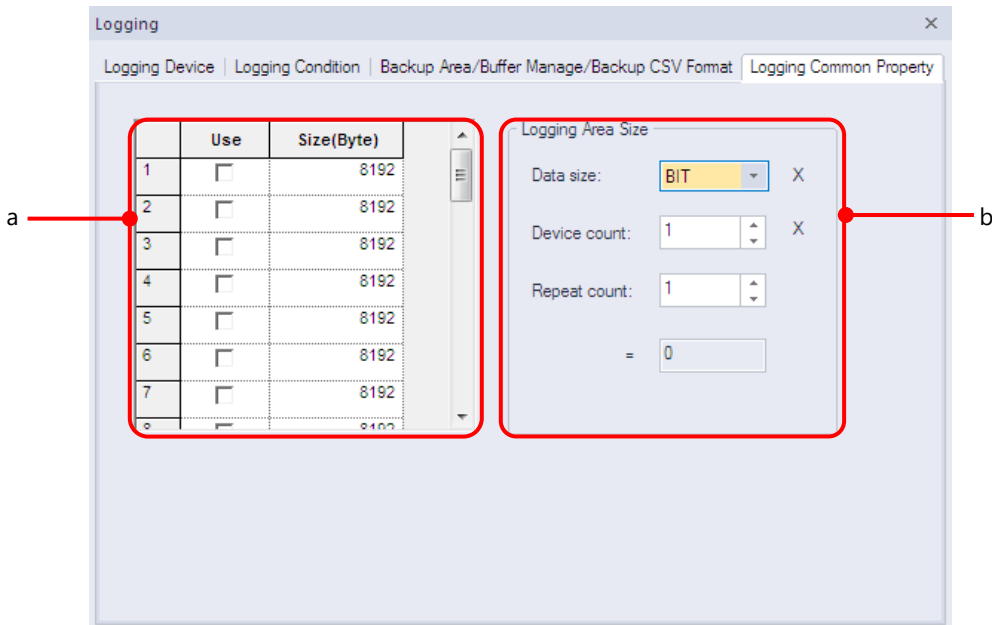 Logging
Logging Device | Logging Condition | Backup Area/Buffer Manage/Backup CSV Format | Logging Common Property
Use Size(Byte)
1 8192
2 8192
3 8192
4 8192
5 8192
6 8192
7 8192
8 8192
Logging Area Size
Data size: BIT X
Device count: 1 X
Repeat count: 1
= 0
a
b